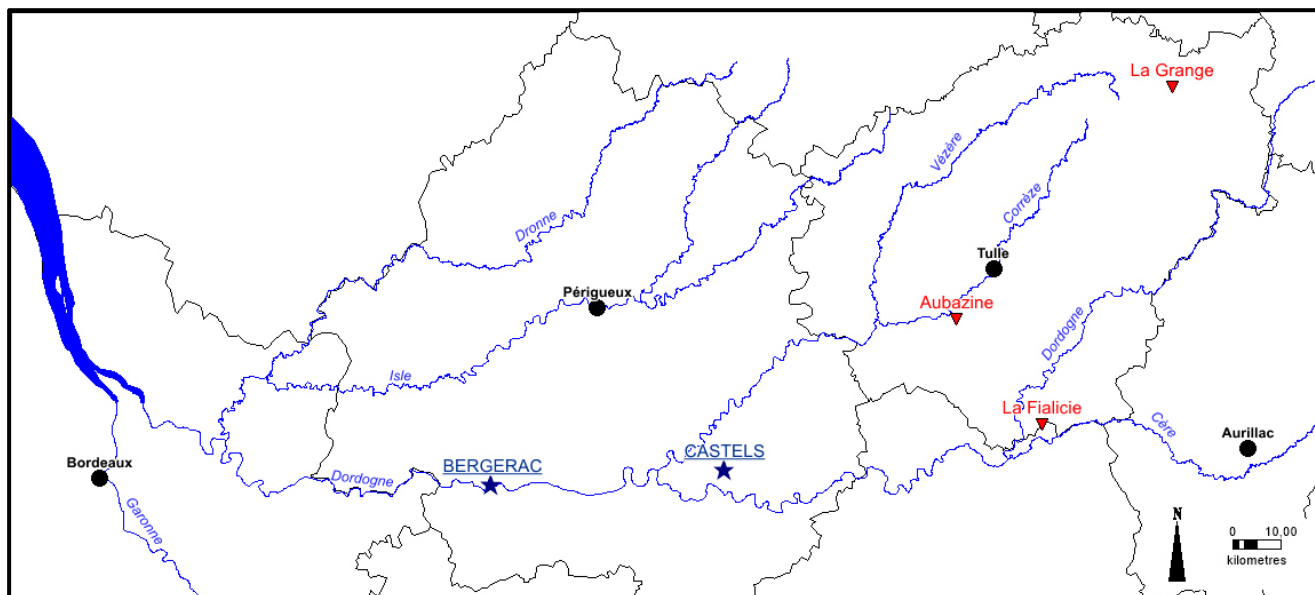 La Grange
Vézère
Corrèze
Dronne
Tulle
Périgueux
Aubazine
Dordogne
Isle
La Fialicie
Cère
Aurillac
CASTELS
BERGERAC
Bordeaux
Dordogne
Garonne
N
0 10,00
kilometres